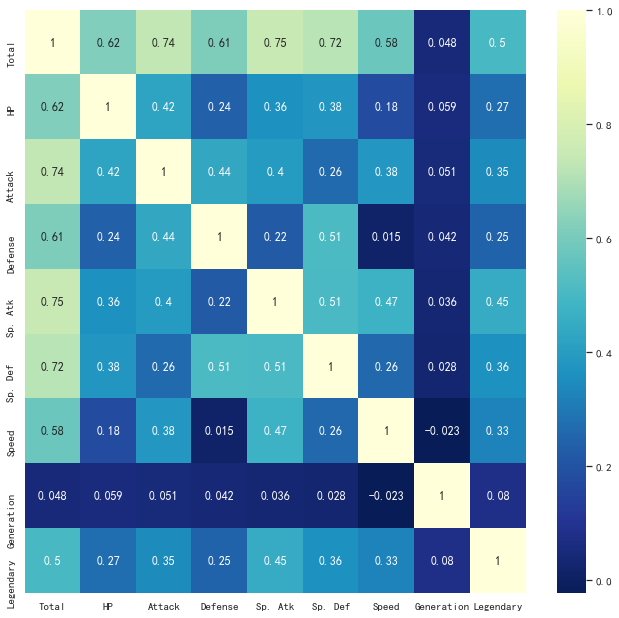 Total 1 0.62 0.74 0.61 0.75 0.72 0.58 0.048 0.5
HP 0.62 1 0.42 0.24 0.36 0.38 0.18 0.059 0.27
Attack 0.74 0.42 1 0.44 0.4 0.26 0.38 0.051 0.35
Defense 0.61 0.24 0.44 1 0.22 0.51 0.015 0.042 0.25
Sp. Atk 0.75 0.36 0.4 0.22 1 0.51 0.47 0.036 0.45
Sp. Def 0.72 0.38 0.26 0.51 0.51 1 0.26 0.028 0.36
Speed 0.58 0.18 0.38 0.015 0.47 0.26 1 -0.023 0.33
Generation 0.048 0.059 0.051 0.042 0.036 0.028 -0.023 1 0.08
Legendary 0.5 0.27 0.35 0.25 0.45 0.36 0.33 0.08 1
Total HP Attack Defense Sp. Atk Sp. Def Speed Generation Legendary
1.0
0.8
0.6
0.4
0.2
0.0